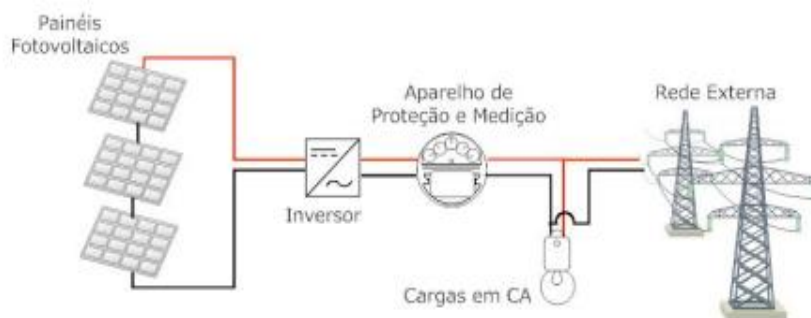 Painéis
Fotovoltaicos
Aparelho de
Proteção e Medição
Rede Externa
Inversor
Cargas em CA